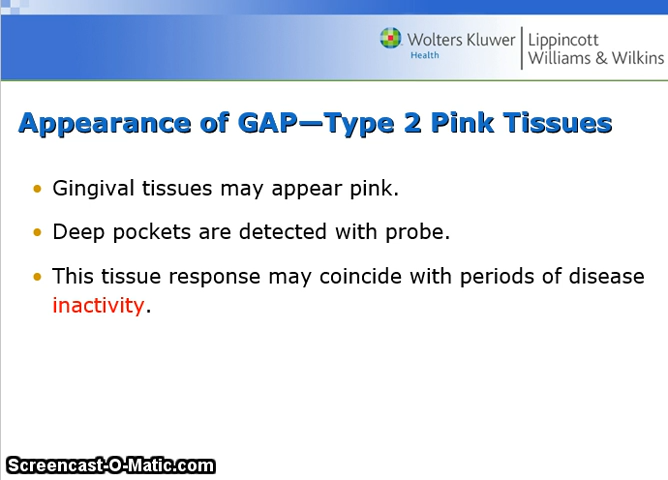 Wolters Kluwer
Health
Lippincott
Williams & Wilkins
Appearance of GAP—Type 2 Pink Tissues
• Gingival tissues may appear pink.
• Deep pockets are detected with probe.
• This tissue response may coincide with periods of disease
inactivity.
Screencast-O-Matic.com